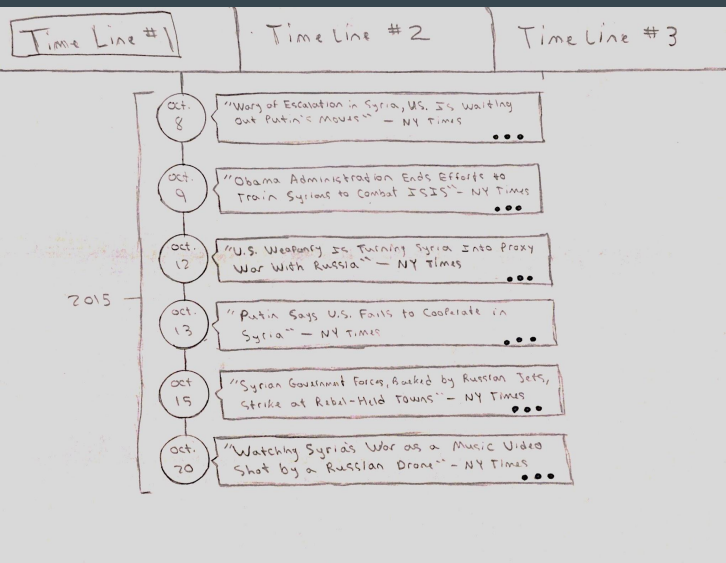 Time Line #1
Time Line #2
Time Line #3
2015
Oct.
8
"Wary of Escalation in Syria, U.S. Is Waiting
Out Putin's Moves" – NY Times
Oct.
9
"Obama Administration Ends Efforts to
Train Syrians to Combat ISIS" – NY Times
Oct.
12
"U.S. Weaponry Is Turning Syria Into Proxy
War With Russia" – NY Times
Oct.
13
"Putin Says U.S. Fails to Cooperate in
Syria" – NY Times
Oct
15
"Syrian Government Forces, Backed by Russian Jets,
Strike at Rebel-Held Towns" – NY Times
Oct.
20
"Watching Syria's War as a Music Video
Shot by a Russian Drone" – NY Times